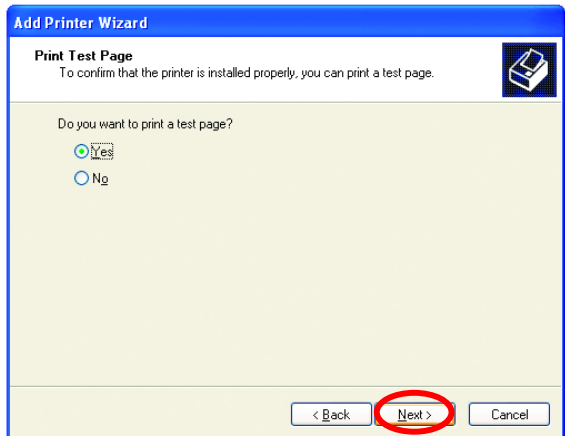 Add Printer Wizard
Print Test Page
To confirm that the printer is installed properly, you can print a test page.
Do you want to print a test page?
Yes
No
< Back
Next >
Cancel